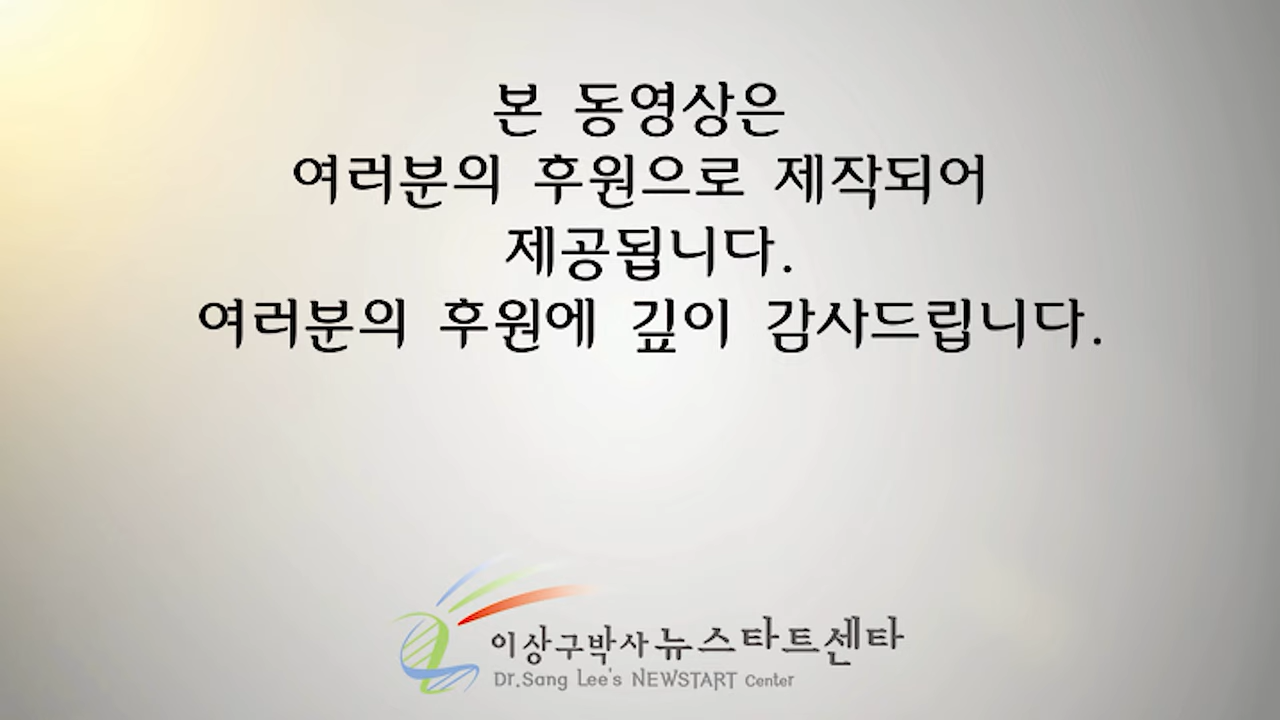 본 동영상은
여러분의 후원으로 제작되어
제공됩니다.
여러분의 후원에 깊이 감사드립니다.
이상구박사 뉴스타트센타
Dr.Sang Lee's NEWSTART Center